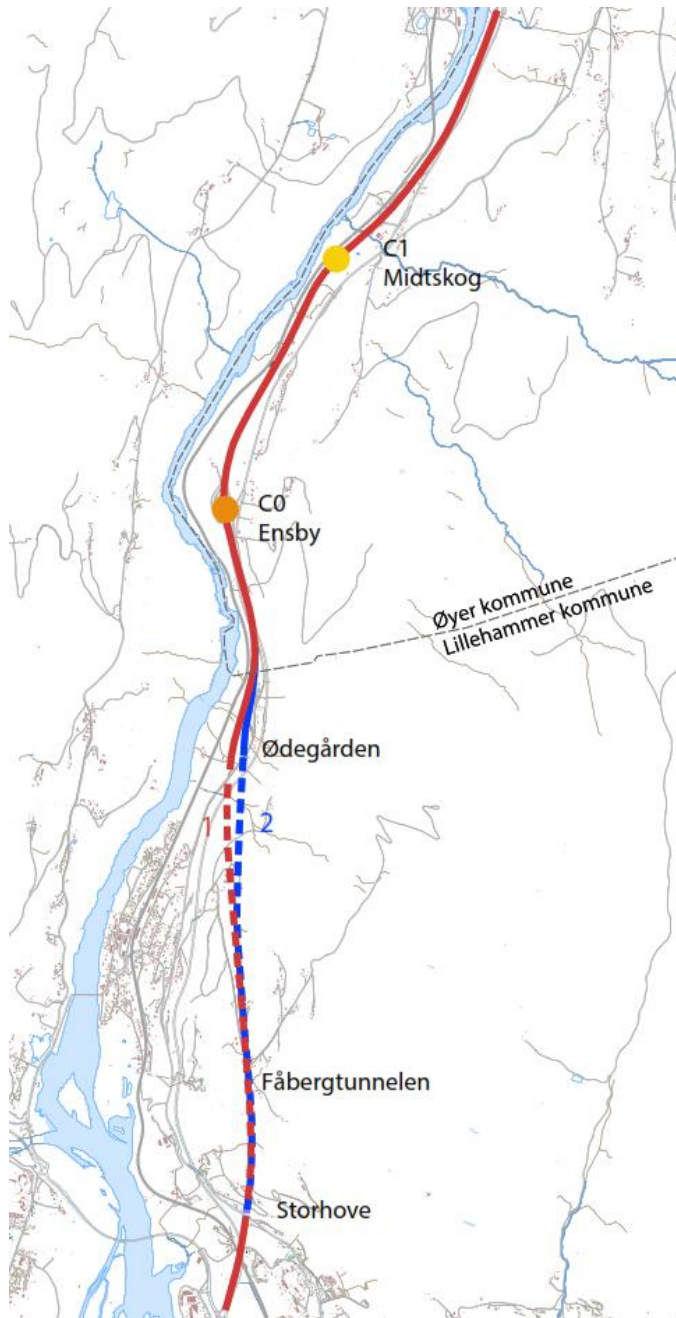 C1
Midtskog
C0
Ensby
Øyer kommune
Lillehammer kommune
Ødegården
1
2
Fåbergtunnelen
Storhove